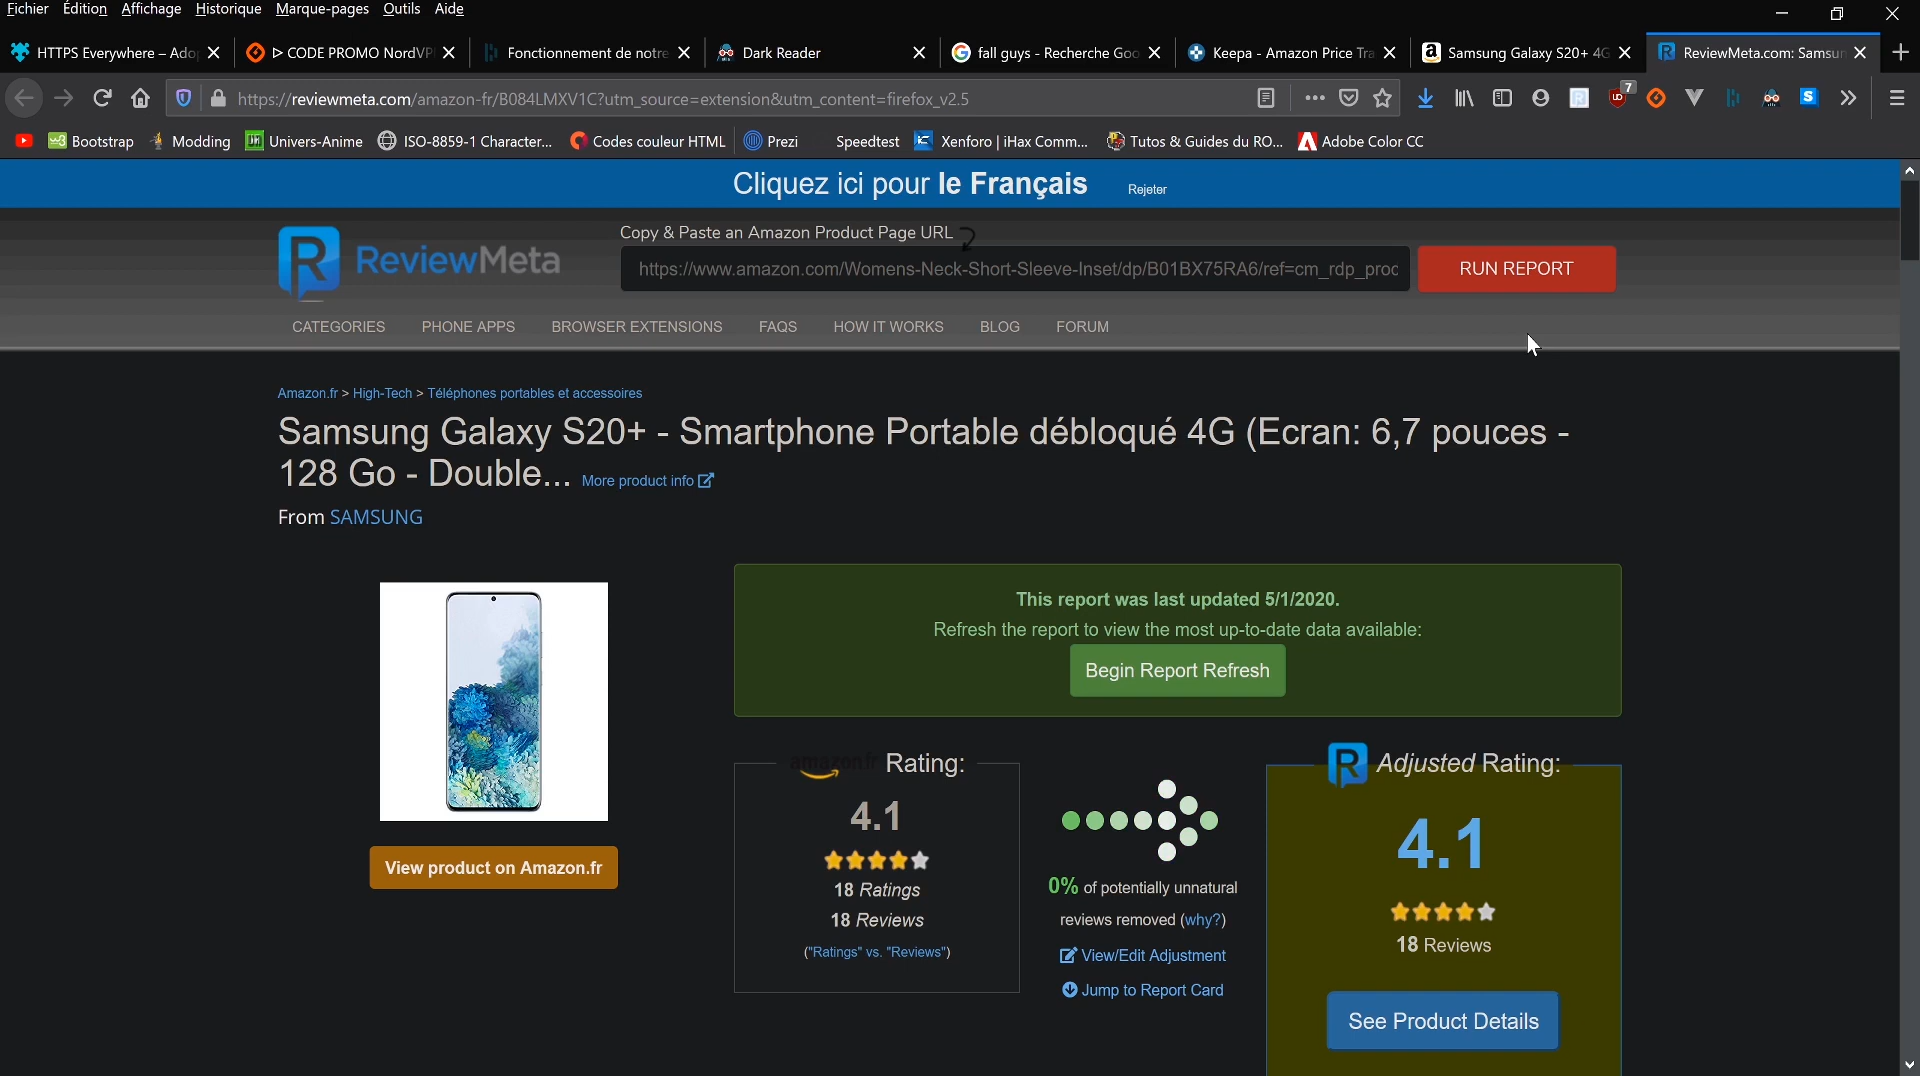 Fichier Édition Affichage Historique Marque-pages Outils Aide
HTTPS Everywhere – Ado
CODE PROMO NordVP
Fonctionnement de notre
Dark Reader
fall guys - Recherche Goo
Keepa - Amazon Price Tra
Samsung Galaxy S20+ 4G
ReviewMeta.com: Samsun
https://reviewmeta.com/amazon-fr/B084LMXV1C?utm_source=extension&utm_content=firefox_v2.5
7
Bootstrap Modding Univers-Anime ISO-8859-1 Character... Codes couleur HTML Prezi Speedtest Xenforo | iHax Comm... Tutos & Guides du RO... Adobe Color CC
Cliquez ici pour le Français Rejeter
Copy & Paste an Amazon Product Page URL
ReviewMeta
https://www.amazon.com/Womens-Neck-Short-Sleeve-Inset/dp/B01BX75RA6/ref=cm_rdp_proc
RUN REPORT
CATEGORIES PHONE APPS BROWSER EXTENSIONS FAQS HOW IT WORKS BLOG FORUM
Amazon.fr > High-Tech > Téléphones portables et accessoires
Samsung Galaxy S20+ - Smartphone Portable débloqué 4G (Ecran: 6,7 pouces -
128 Go - Double... More product info
From SAMSUNG
This report was last updated 5/1/2020.
Refresh the report to view the most up-to-date data available:
Begin Report Refresh
View product on Amazon.fr
amazon.fr Rating:
4.1
18 Ratings
18 Reviews
("Ratings" vs. "Reviews")
0% of potentially unnatural
reviews removed (why?)
View/Edit Adjustment
Jump to Report Card
Adjusted Rating:
4.1
18 Reviews
See Product Details